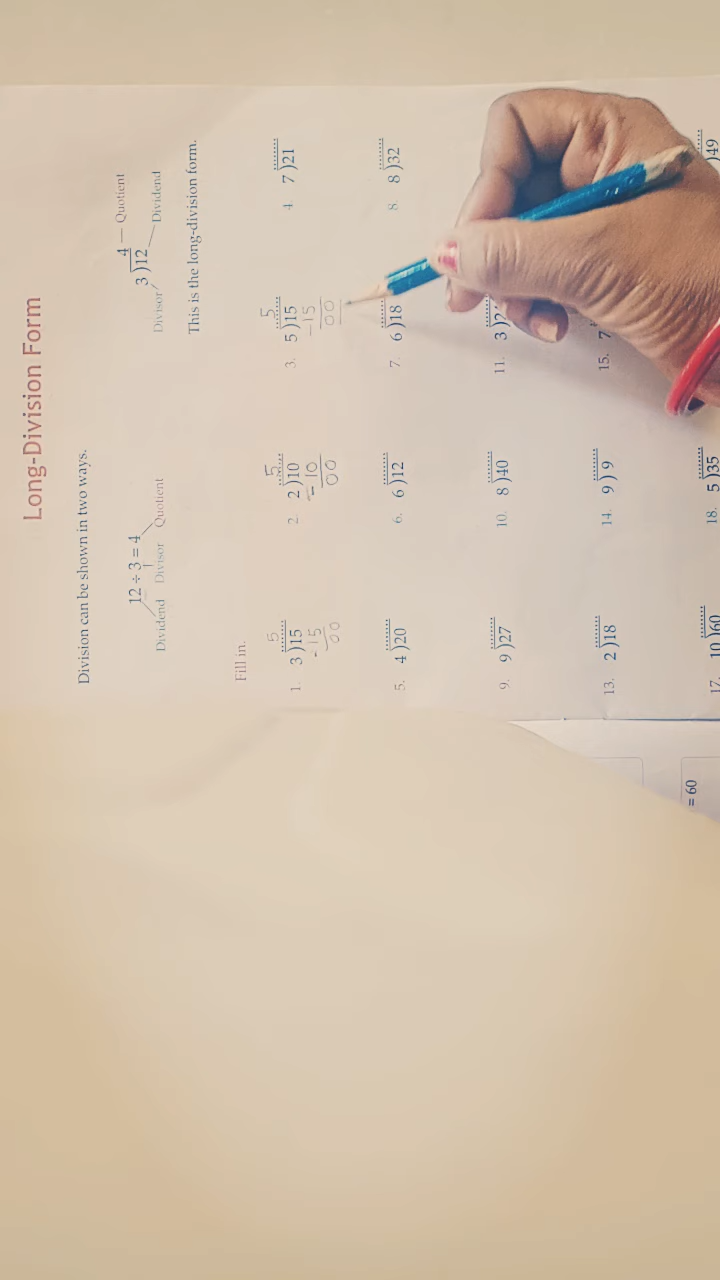 Long-Division Form
Division can be shown in two ways.
12 ÷ 3 = 4
Dividend Divisor Quotient
4 — Quotient
3 )12
Divisor Dividend
This is the long-division form.
Fill in.
1. 3 )15 2. 2 )10 3. 5 )15 4 7 )21
5 5 5
- 15 - 10 - 15
00 00 00
5. 4 )20 6. 6 )12 7. 6 )18 8. 8 )32
9. 9 )27 10. 8 )40 11. 3 )2
13. 2 )18 14. 9 )9 15. 7
17. 10 )60 18. 5 )35 )49
= 60